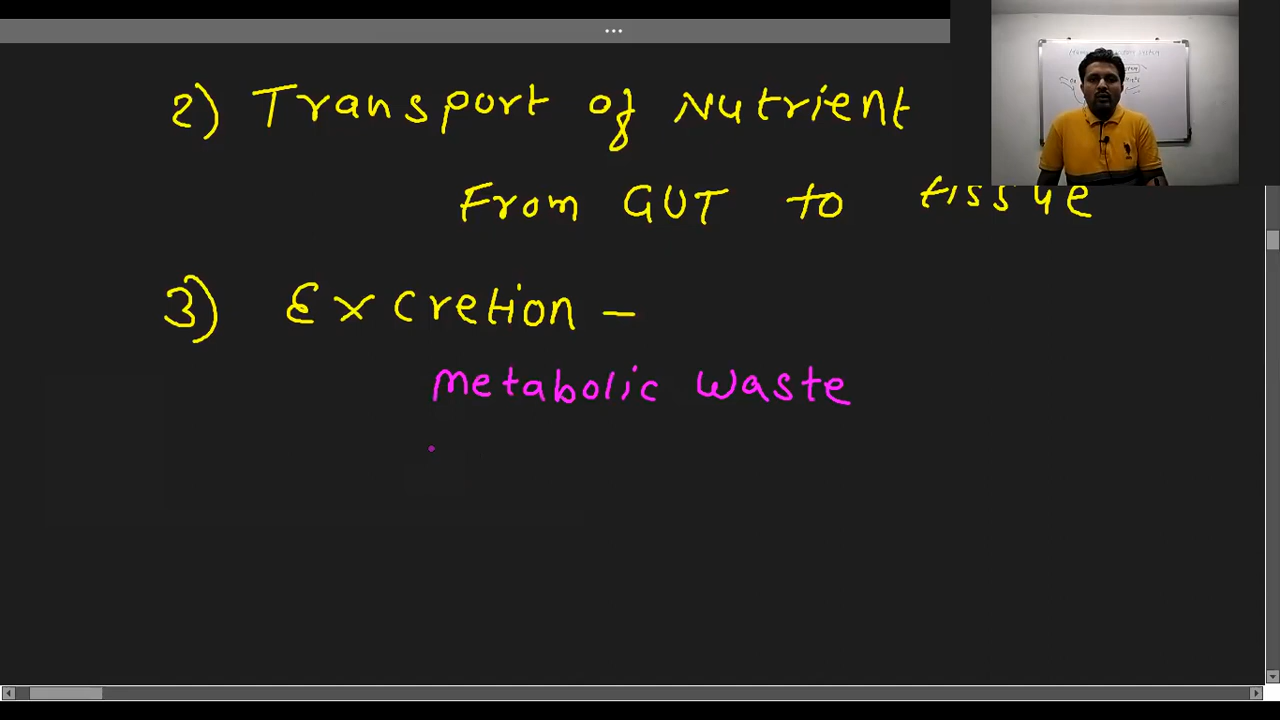 2) Transport of Nutrient
From GUT to tissue
3) Excretion -
Metabolic Waste